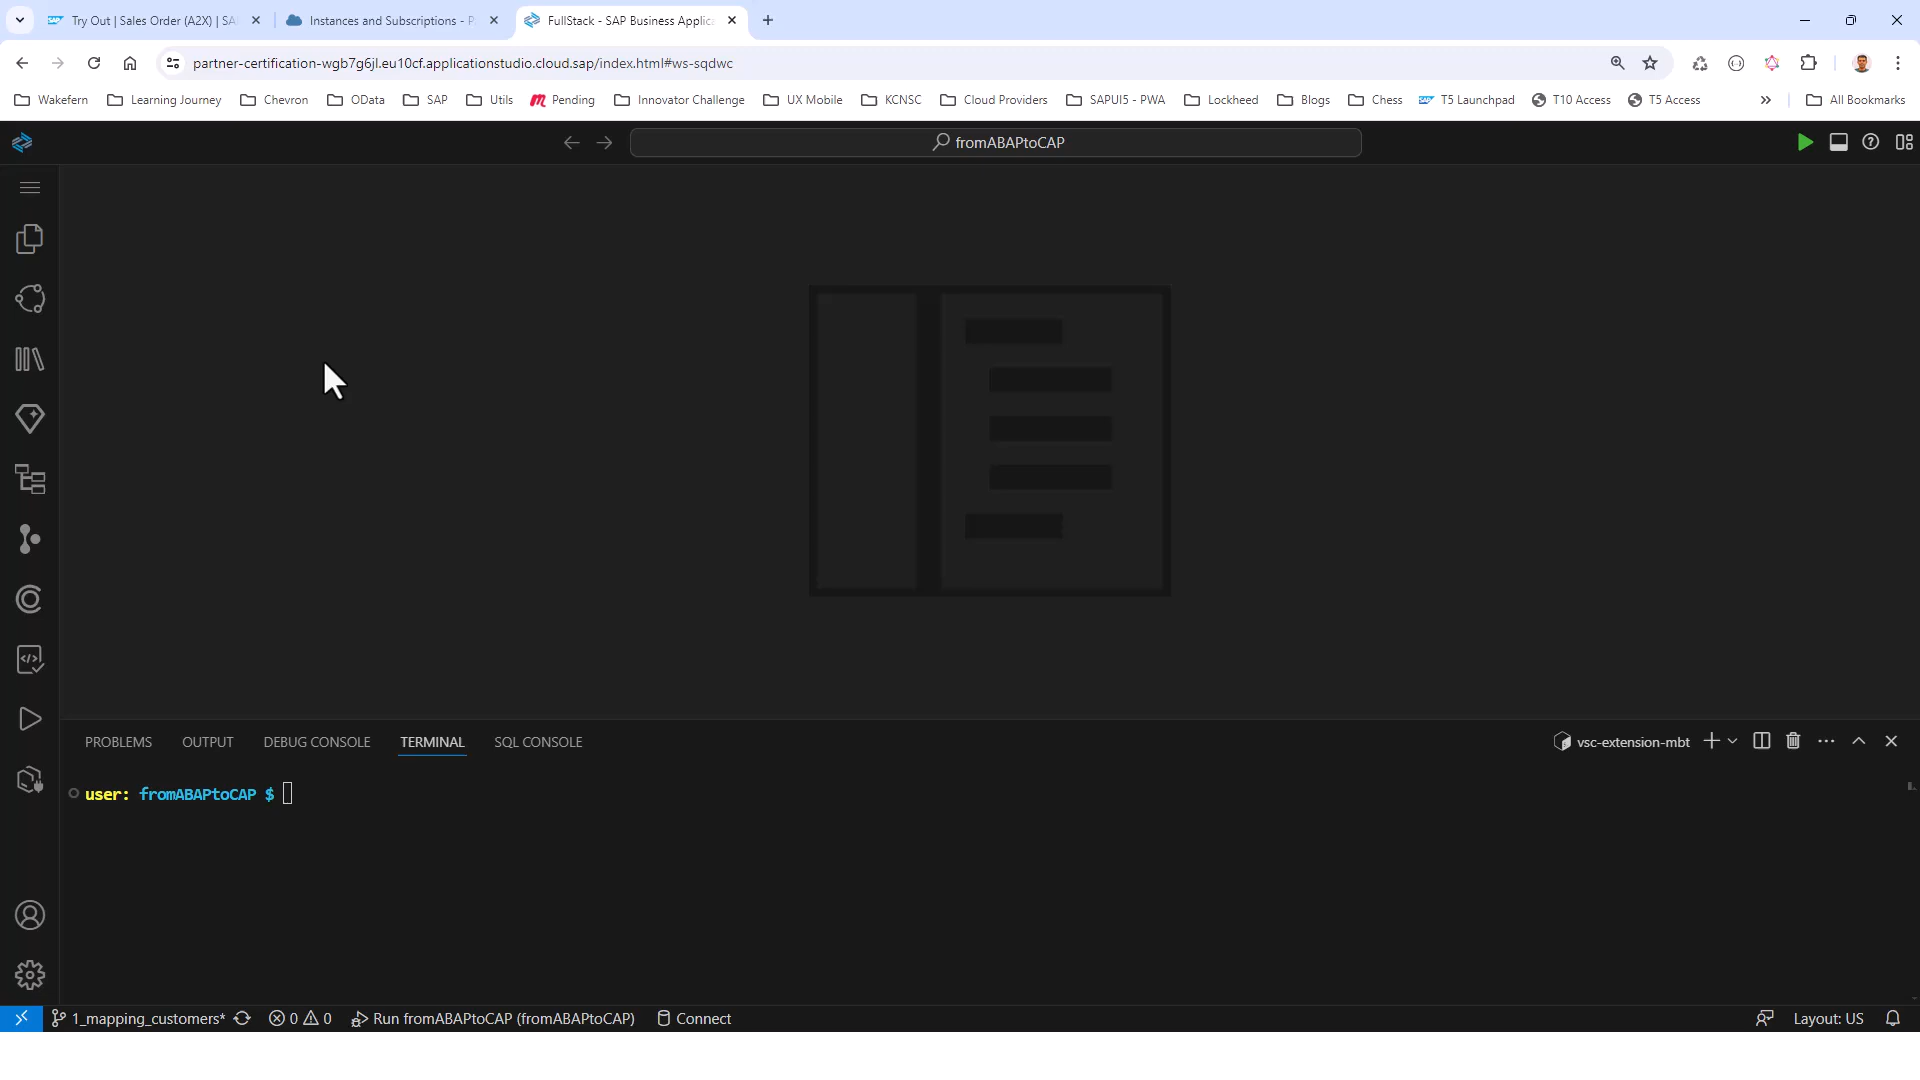 Try Out | Sales Order (A2X) | SA
Instances and Subscriptions - P
FullStack - SAP Business Applica
partner-certification-wgb7g6jl.eu10cf.applicationstudio.cloud.sap/index.html#ws-sqdwc
Wakefern
Learning Journey
Chevron
OData
SAP
Utils
Pending
Innovator Challenge
UX Mobile
KCNSC
Cloud Providers
SAPUI5 - PWA
Lockheed
Blogs
Chess
T5 Launchpad
T10 Access
T5 Access
All Bookmarks
fromABAPtoCAP
PROBLEMS
OUTPUT
DEBUG CONSOLE
TERMINAL
SQL CONSOLE
vsc-extension-mbt
user: fromABAPtoCAP $
1_mapping_customers*
0
0
Run fromABAPtoCAP (fromABAPtoCAP)
Connect
Layout: US